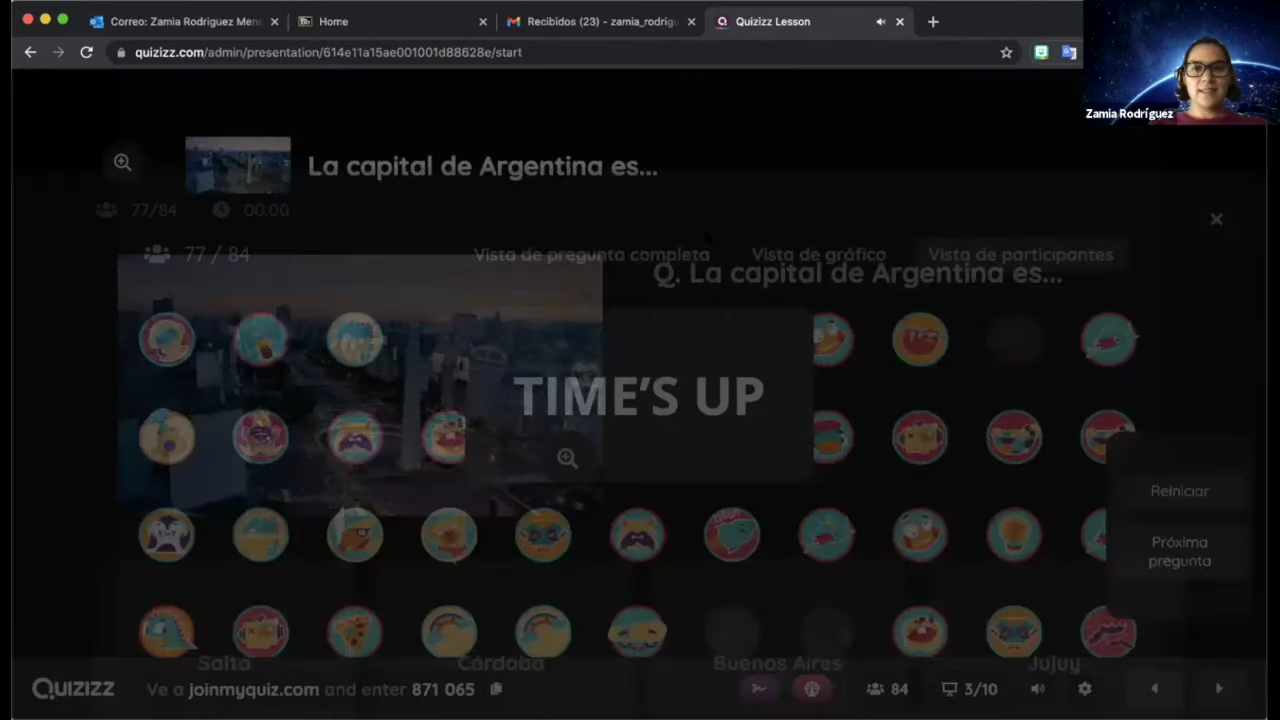 Correo: Zamia Rodriguez Men
Home
Recibidos (23) - zamia_rodrigu
Quizizz Lesson
quizizz.com/admin/presentation/614e11a15ae001001d88628e/start
Zamia Rodríguez
La capital de Argentina es...
77/84
00:00
77 / 84
Vista de pregunta completa
Vista de gráfico
Vista de participantes
Q. La capital de Argentina es...
TIME'S UP
Reiniciar
Próxima
pregunta
Salta
Córdoba
Buenos Aires
Jujuy
QUIZIZZ
Ve a joinmyquiz.com and enter 871 065
84
3/10